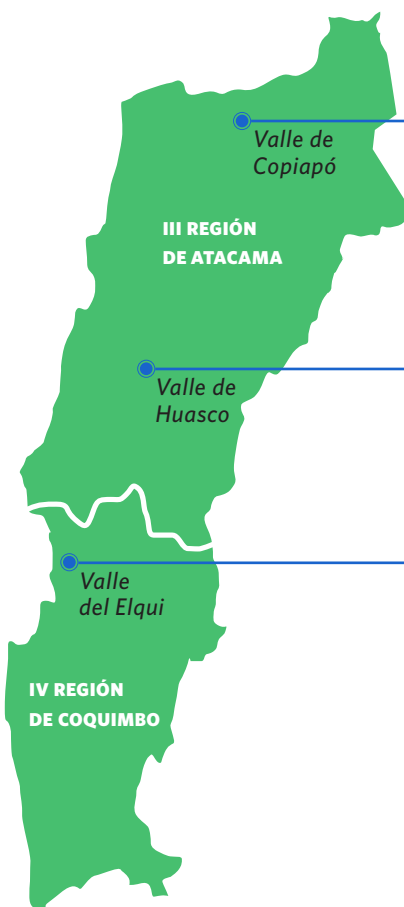 Valle de
Copiapó
III REGIÓN
DE ATACAMA
Valle de
Huasco
Valle
del Elqui
IV REGIÓN
DE COQUIMBO